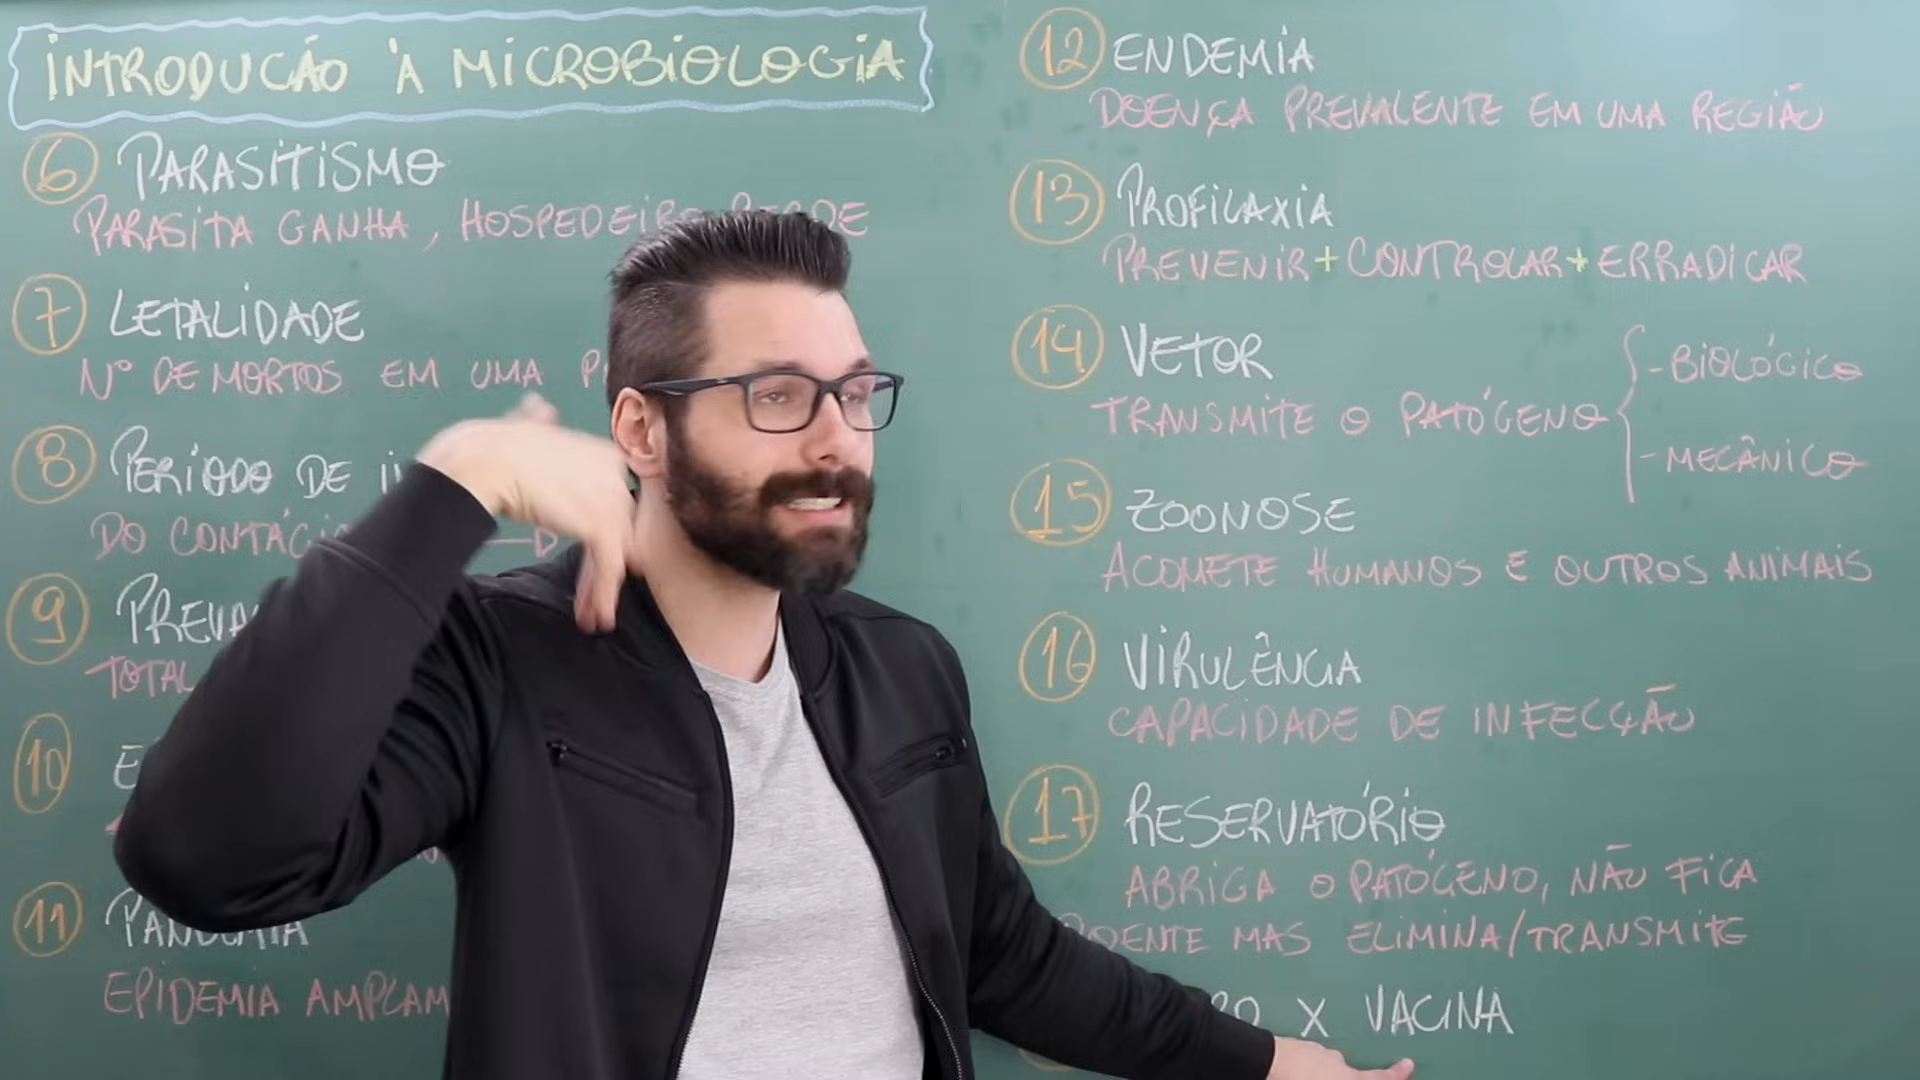 INTRODUCÃO À MICROBIOLOGIA
6 PARASITISMO
PARASITA GANHA, HOSPEDEIRO PERDE
7 LETALIDADE
Nº DE MORTOS EM UMA
8 PERÍODO DE
DO
9
TOTAL
10
11
EPIDEMIA
12 ENDEMIA
DOENÇA PREVALENTE EM UMA REGIÃO
13 PROFILAXIA
PREVENIR + CONTROLAR + ERRADICAR
14 VETOR
TRANSMITE O PATÓGENO
- BIOLÓGICO
- MECÂNICO
15 ZOONOSE
ACOMETE HUMANOS E OUTROS ANIMAIS
16 VIRULÊNCIA
CAPACIDADE DE INFECÇÃO
17 RESERVATÓRIO
ABRIGA O PATÓGENO, NÃO FICA
DOENTE MAS ELIMINA/TRANSMITE
X VACINA